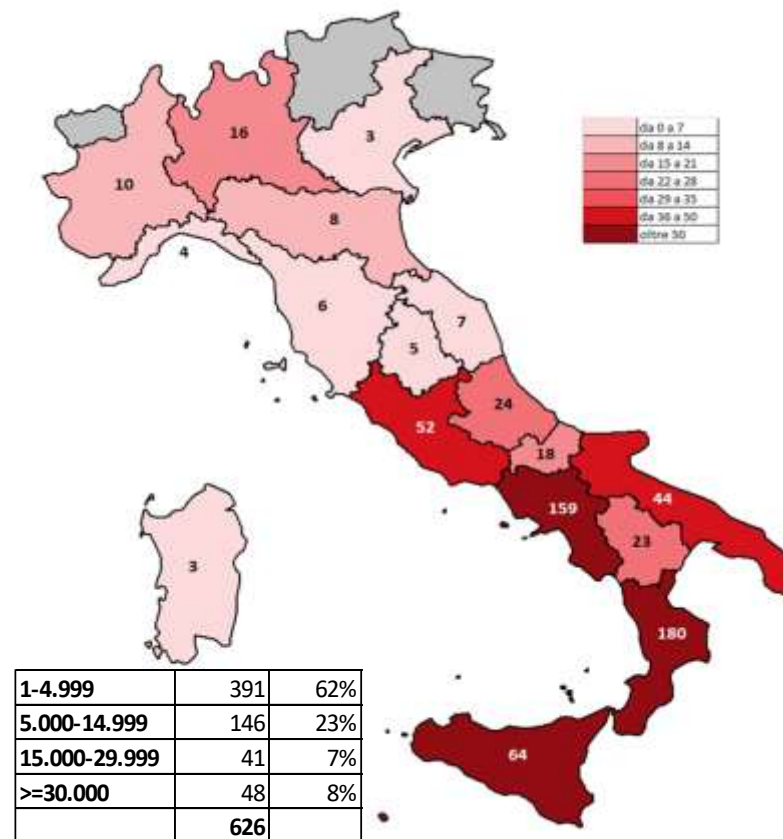 16
3
10
8
4
6
7
5
24
52
18
159
44
23
3
180
64
da 0 a 7
da 8 a 14
da 15 a 21
da 22 a 28
da 29 a 35
da 36 a 50
oltre 50
1-4.999 391 62%
5.000-14.999 146 23%
15.000-29.999 41 7%
>=30.000 48 8%
626